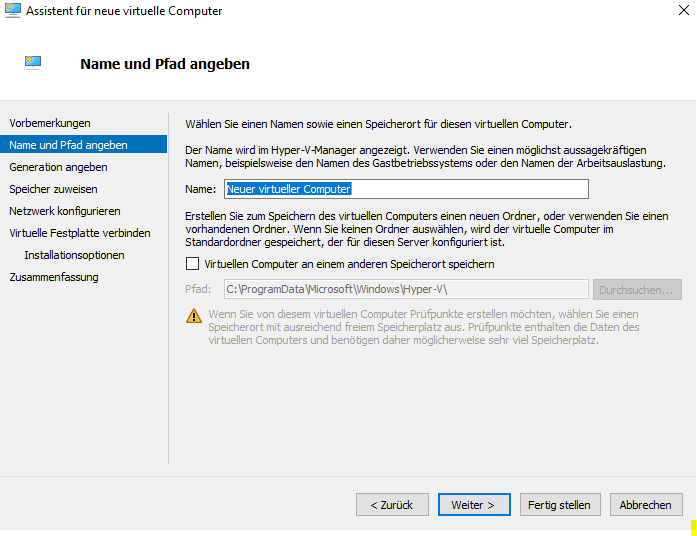 Assistent für neue virtuelle Computer
Name und Pfad angeben
Vorbemerkungen
Name und Pfad angeben
Generation angeben
Speicher zuweisen
Netzwerk konfigurieren
Virtuelle Festplatte verbinden
Installationsoptionen
Zusammenfassung
Wählen Sie einen Namen sowie einen Speicherort für diesen virtuellen Computer.
Der Name wird im Hyper-V-Manager angezeigt. Verwenden Sie einen möglichst aussagekräftigen
Namen, beispielsweise den Namen des Gastbetriebssystems oder den Namen der Arbeitsauslastung.
Name: Neuer virtueller Computer
Erstellen Sie zum Speichern des virtuellen Computers einen neuen Ordner, oder verwenden Sie einen
vorhandenen Ordner. Wenn Sie keinen Ordner auswählen, wird der virtuelle Computer im
Standardordner gespeichert, der für diesen Server konfiguriert ist.
Virtuellen Computer an einem anderen Speicherort speichern
Pfad: C:\ProgramData\Microsoft\Windows\Hyper-V\ Durchsuchen...
Wenn Sie von diesem virtuellen Computer Prüfpunkte erstellen möchten, wählen Sie einen
Speicherort mit ausreichend freiem Speicherplatz aus. Prüfpunkte enthalten die Daten des
virtuellen Computers und benötigen daher möglicherweise sehr viel Speicherplatz.
< Zurück Weiter > Fertig stellen Abbrechen